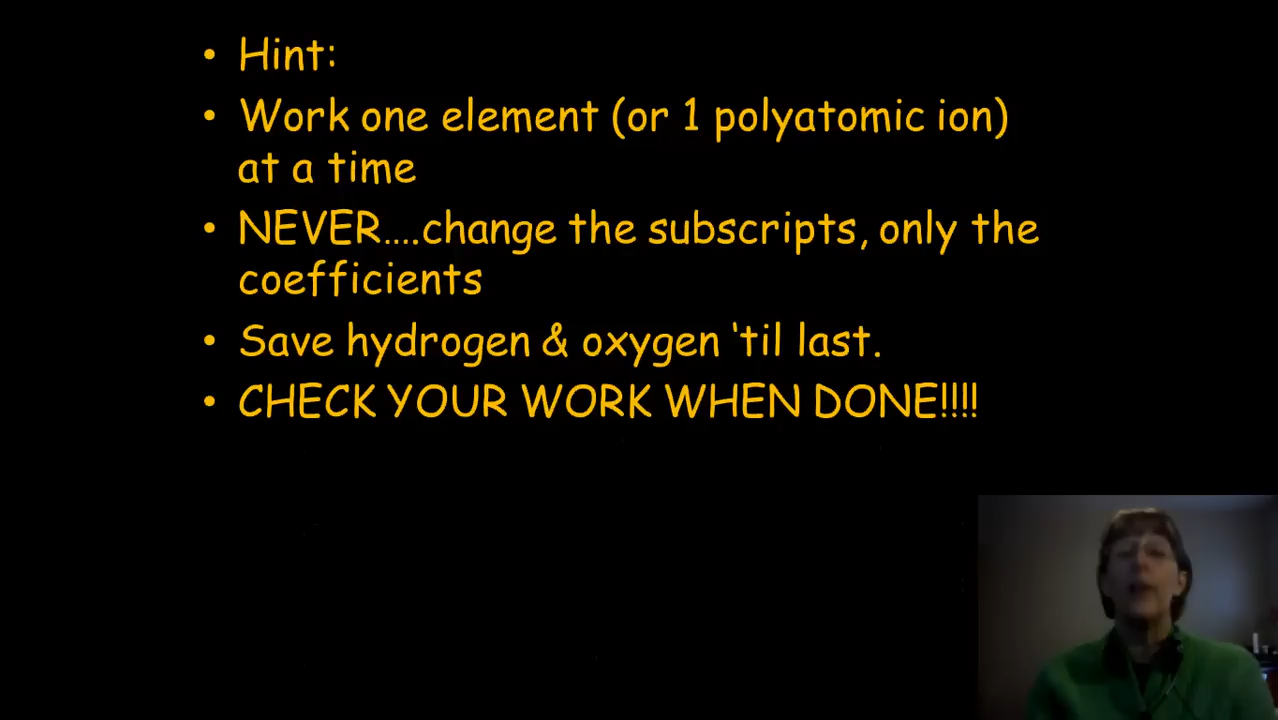 • Hint:
• Work one element (or 1 polyatomic ion)
at a time
• NEVER....change the subscripts, only the
coefficients
• Save hydrogen & oxygen ‘til last.
• CHECK YOUR WORK WHEN DONE!!!!